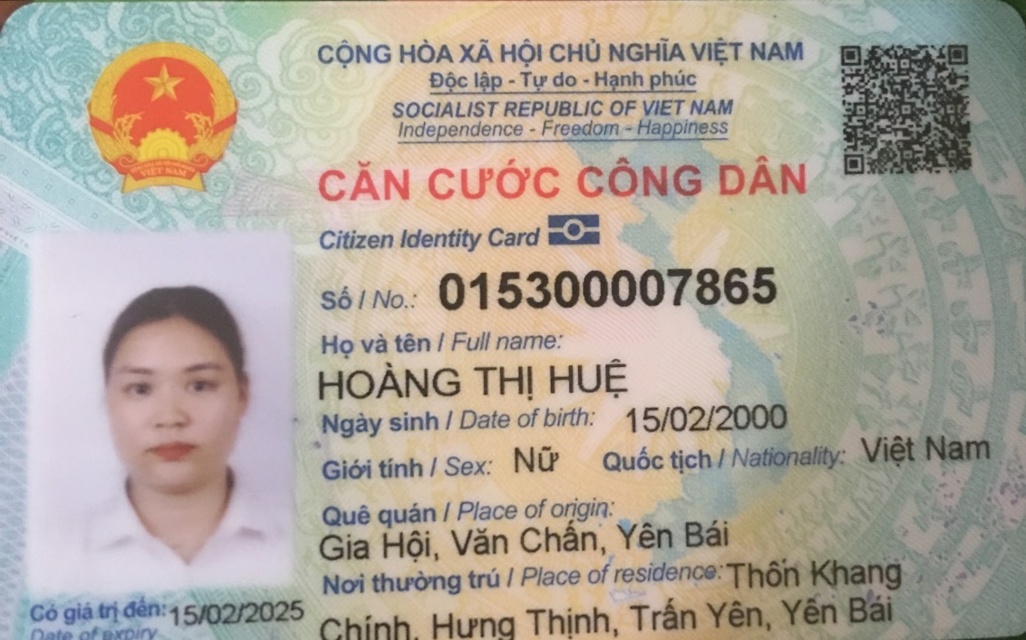 CỘNG HÒA XÃ HỘI CHỦ NGHĨA VIỆT NAM
Độc lập - Tự do - Hạnh phúc
SOCIALIST REPUBLIC OF VIET NAM
Independence - Freedom - Happiness
VIỆT NAM
CĂN CƯỚC CÔNG DÂN
Citizen Identity Card
Số / No.: 015300007865
Họ và tên / Full name:
HOÀNG THỊ HUỆ
Ngày sinh / Date of birth: 15/02/2000
Giới tính / Sex: Nữ Quốc tịch / Nationality: Việt Nam
Quê quán / Place of origin:
Gia Hội, Văn Chấn, Yên Bái
Nơi thường trú / Place of residence: Thôn Khang
Chính, Hưng Thịnh, Trấn Yên, Yên Bái
Có giá trị đến: 15/02/2025
Date of expiry